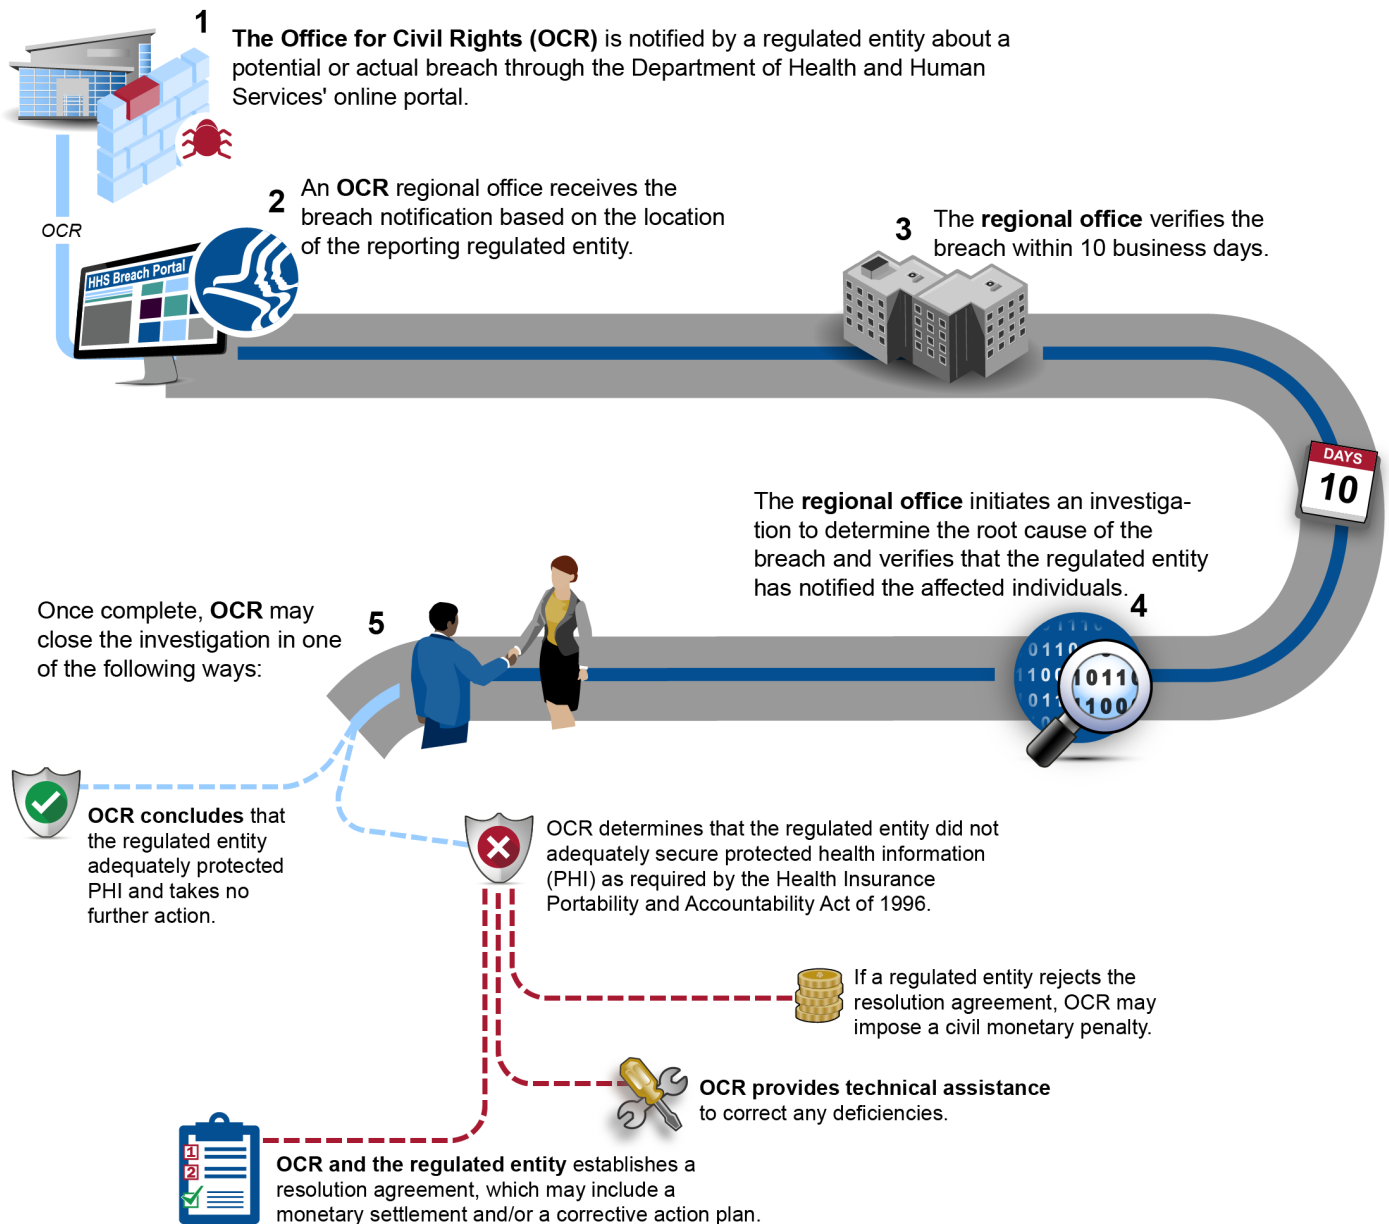 1
The Office for Civil Rights (OCR) is notified by a regulated entity about a
potential or actual breach through the Department of Health and Human
Services' online portal.
OCR
2
An OCR regional office receives the
breach notification based on the location
of the reporting regulated entity.
HHS Breach Portal
3
The regional office verifies the
breach within 10 business days.
DAYS
10
The regional office initiates an investiga-
tion to determine the root cause of the
breach and verifies that the regulated entity
has notified the affected individuals.
4
Once complete, OCR may
close the investigation in one
of the following ways:
5
OCR concludes that
the regulated entity
adequately protected
PHI and takes no
further action.
OCR determines that the regulated entity did not
adequately secure protected health information
(PHI) as required by the Health Insurance
Portability and Accountability Act of 1996.
If a regulated entity rejects the
resolution agreement, OCR may
impose a civil monetary penalty.
OCR provides technical assistance
to correct any deficiencies.
1
2
OCR and the regulated entity establishes a
resolution agreement, which may include a
monetary settlement and/or a corrective action plan.